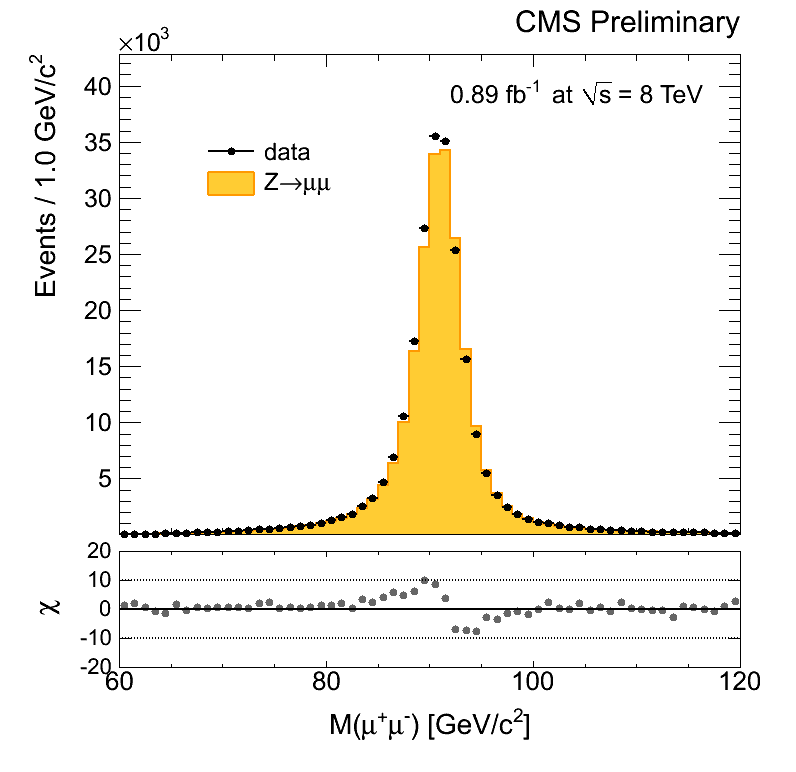 CMS Preliminary
×10³
Events / 1.0 GeV/c²
40
35
30
25
20
15
10
5
0.89 fb⁻¹ at √s = 8 TeV
data
Z→μμ
χ
20
10
0
-10
-20
60 80 100 120
M(μ⁺μ⁻) [GeV/c²]